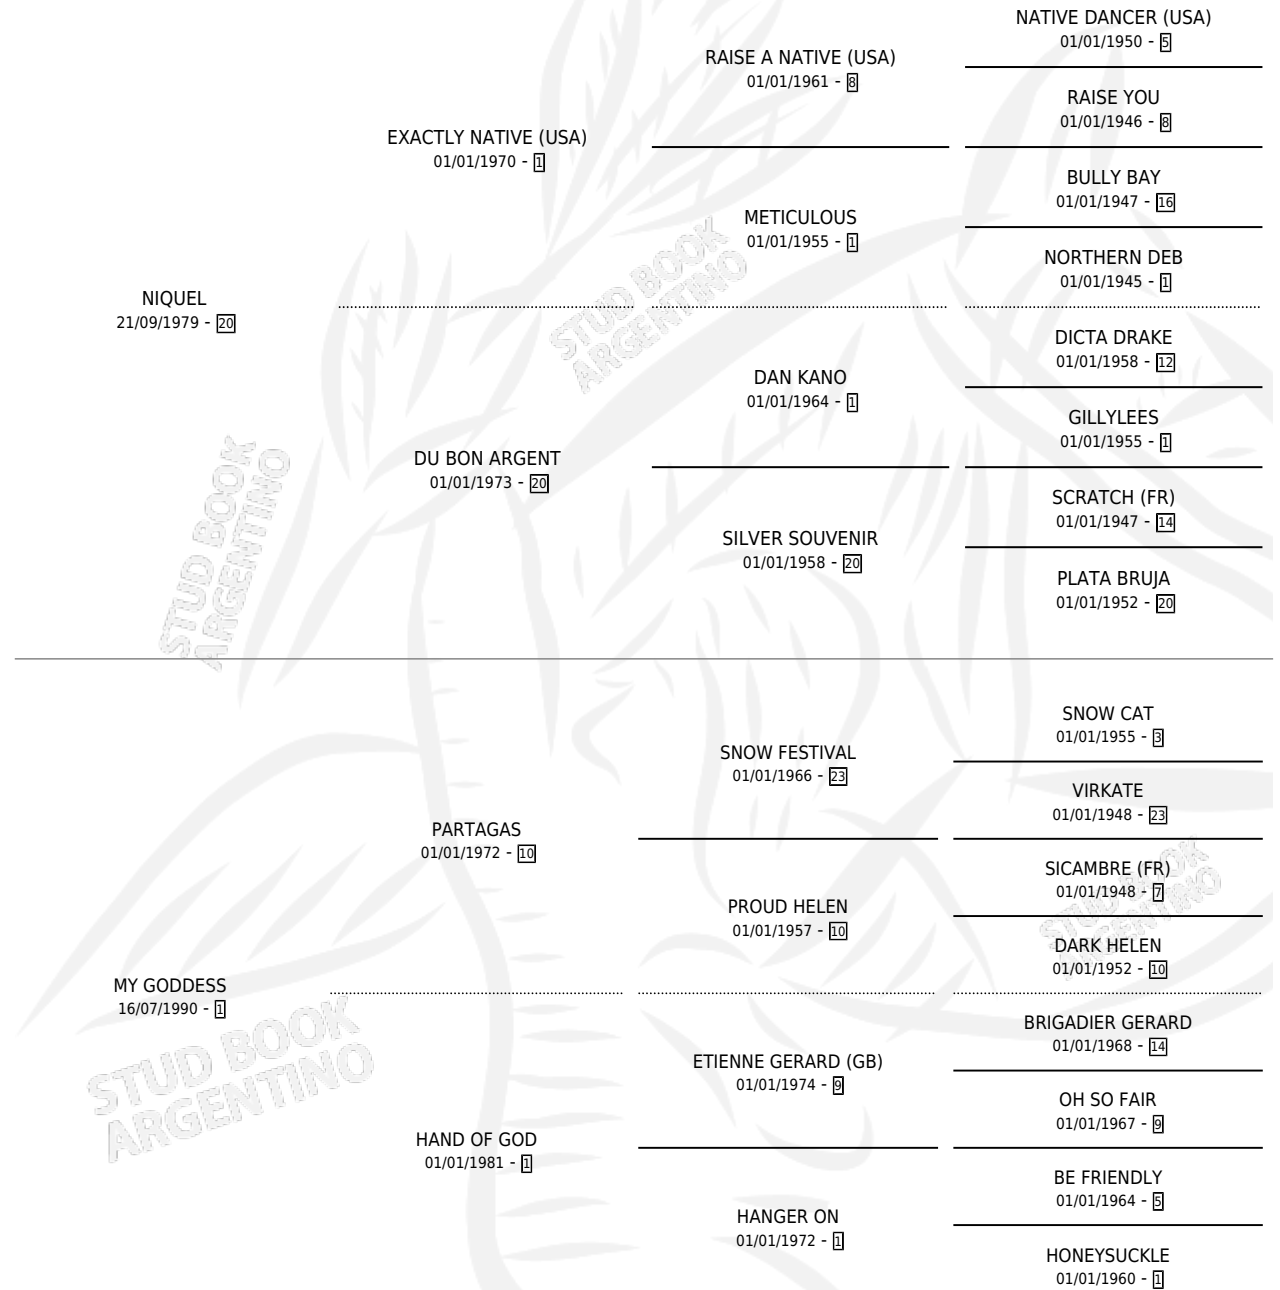 NATIVE DANCER (USA)
01/01/1950 - 5
RAISE A NATIVE (USA)
01/01/1961 - 8
RAISE YOU
01/01/1946 - 8
EXACTLY NATIVE (USA)
01/01/1970 - 1
BULLY BAY
01/01/1947 - 16
METICULOUS
01/01/1955 - 1
NORTHERN DEB
01/01/1945 - 1
NIQUEL
21/09/1979 - 20
DICTA DRAKE
01/01/1958 - 12
DAN KANO
01/01/1964 - 1
GILLYLEES
01/01/1955 - 1
DU BON ARGENT
01/01/1973 - 20
SCRATCH (FR)
01/01/1947 - 14
SILVER SOUVENIR
01/01/1958 - 20
PLATA BRUJA
01/01/1952 - 20
SNOW CAT
01/01/1955 - 3
SNOW FESTIVAL
01/01/1966 - 23
VIRKATE
01/01/1948 - 23
PARTAGAS
01/01/1972 - 10
SICAMBRE (FR)
01/01/1948 - 7
PROUD HELEN
01/01/1957 - 10
DARK HELEN
01/01/1952 - 10
MY GODDESS
16/07/1990 - 1
BRIGADIER GERARD
01/01/1968 - 14
ETIENNE GERARD (GB)
01/01/1974 - 9
OH SO FAIR
01/01/1967 - 9
HAND OF GOD
01/01/1981 - 1
BE FRIENDLY
01/01/1964 - 5
HANGER ON
01/01/1972 - 1
HONEYSUCKLE
01/01/1960 - 1
STUD BOOK
ARGENTINO
STUD BOOK
ARGENTINO
STUD BOOK
ARGENTINO
STUD BOOK
ARGENTINO